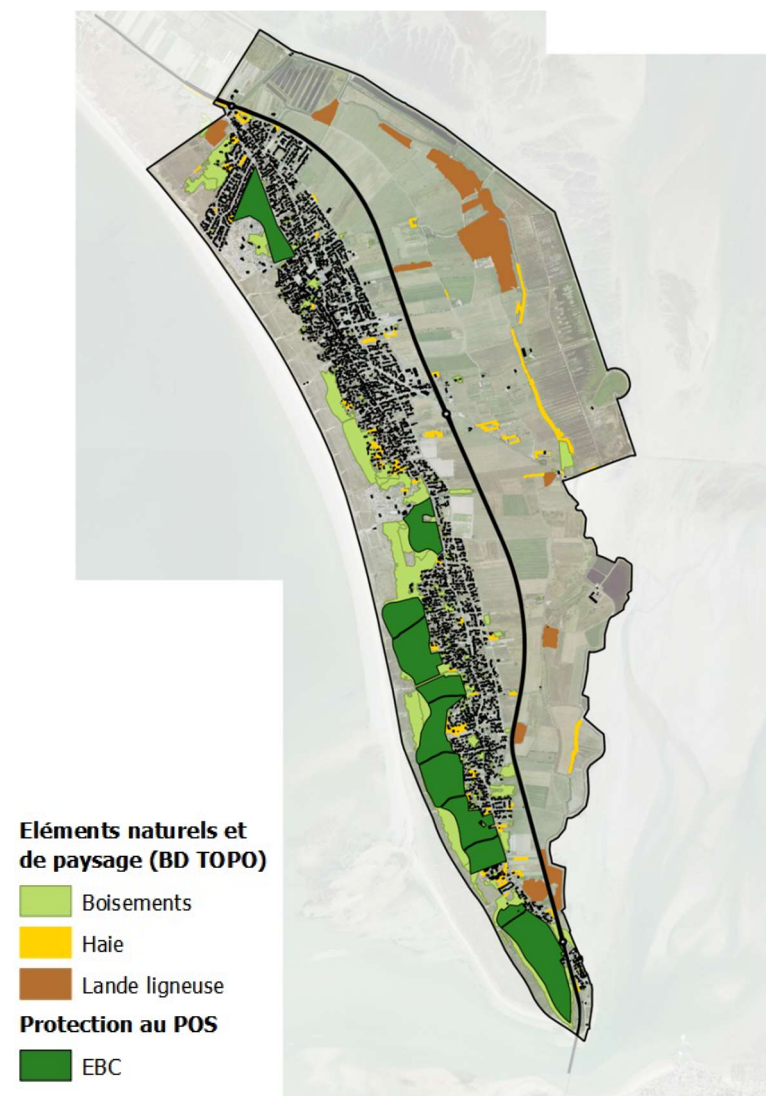 Eléments naturels et
de paysage (BD TOPO)
Boisements
Haie
Lande ligneuse
Protection au POS
EBC